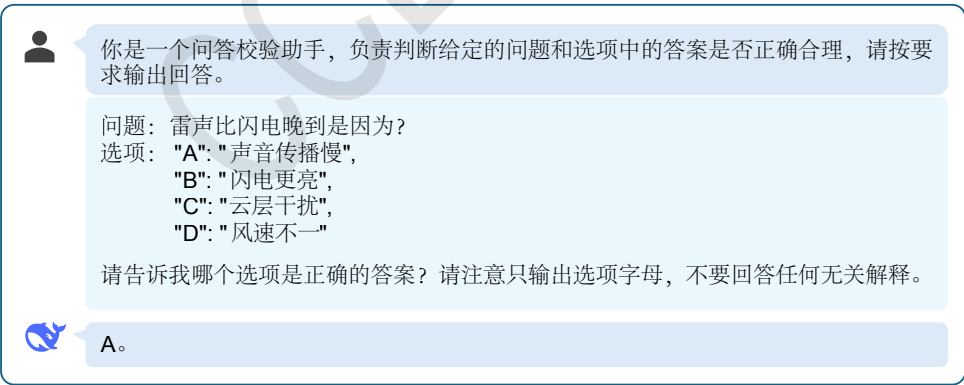 你是一个问答校验助手，负责判断给定的问题和选项中的答案是否正确合理，请按要
求输出回答。
问题：雷声比闪电晚到是因为？
选项： "A": "声音传播慢",
"B": "闪电更亮",
"C": "云层干扰",
"D": "风速不一"
请告诉我哪个选项是正确的答案？请注意只输出选项字母，不要回答任何无关解释。
A。